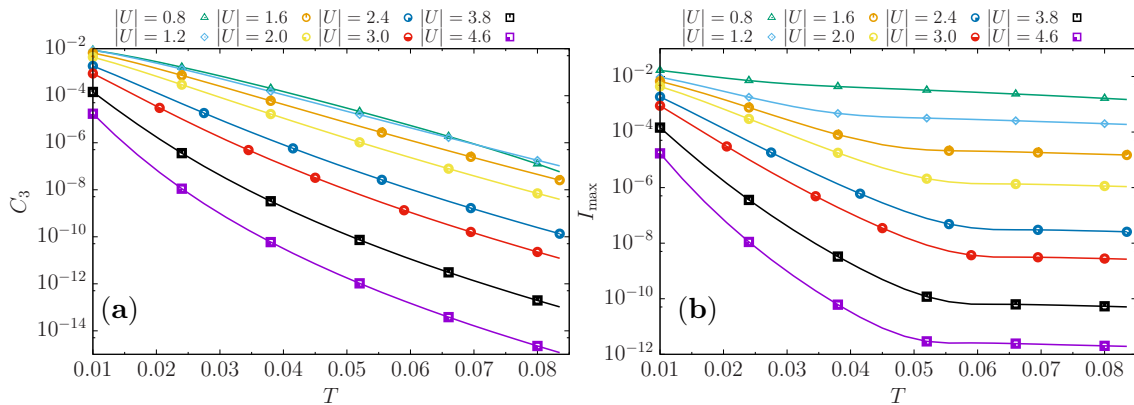 |U| = 0.8 |U| = 1.6 |U| = 2.4 |U| = 3.8
|U| = 1.2 |U| = 2.0 |U| = 3.0 |U| = 4.6
10⁻²
10⁻⁴
10⁻⁶
10⁻⁸
10⁻¹⁰
10⁻¹²
10⁻¹⁴
C₃
(a)
0.01 0.02 0.03 0.04 0.05 0.06 0.07 0.08
T
|U| = 0.8 |U| = 1.6 |U| = 2.4 |U| = 3.8
|U| = 1.2 |U| = 2.0 |U| = 3.0 |U| = 4.6
10⁻²
10⁻⁴
10⁻⁶
10⁻⁸
10⁻¹⁰
10⁻¹²
I_max
(b)
0.01 0.02 0.03 0.04 0.05 0.06 0.07 0.08
T